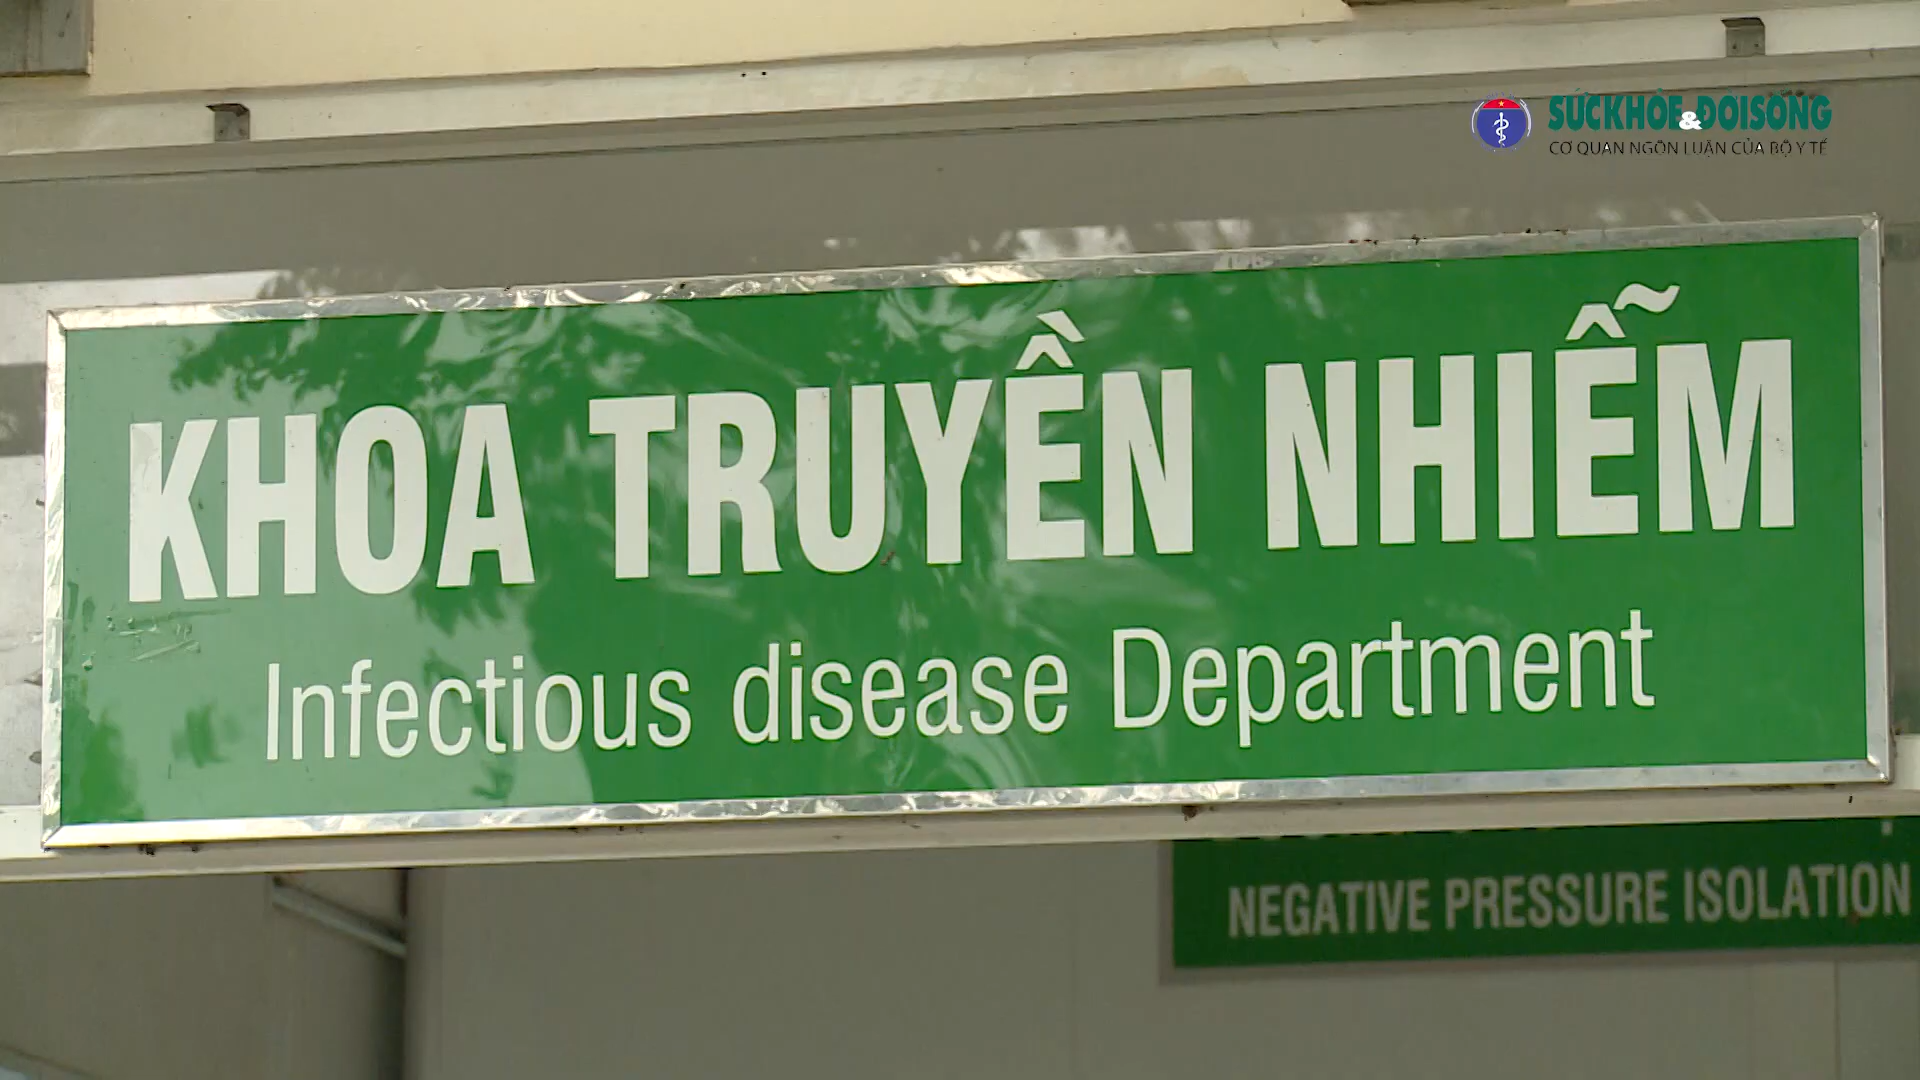 SỨCKHỎE&ĐỜISỐNG
CƠ QUAN NGÔN LUẬN CỦA BỘ Y TẾ
KHOA TRUYỀN NHIỄM
Infectious disease Department
NEGATIVE PRESSURE ISOLATION